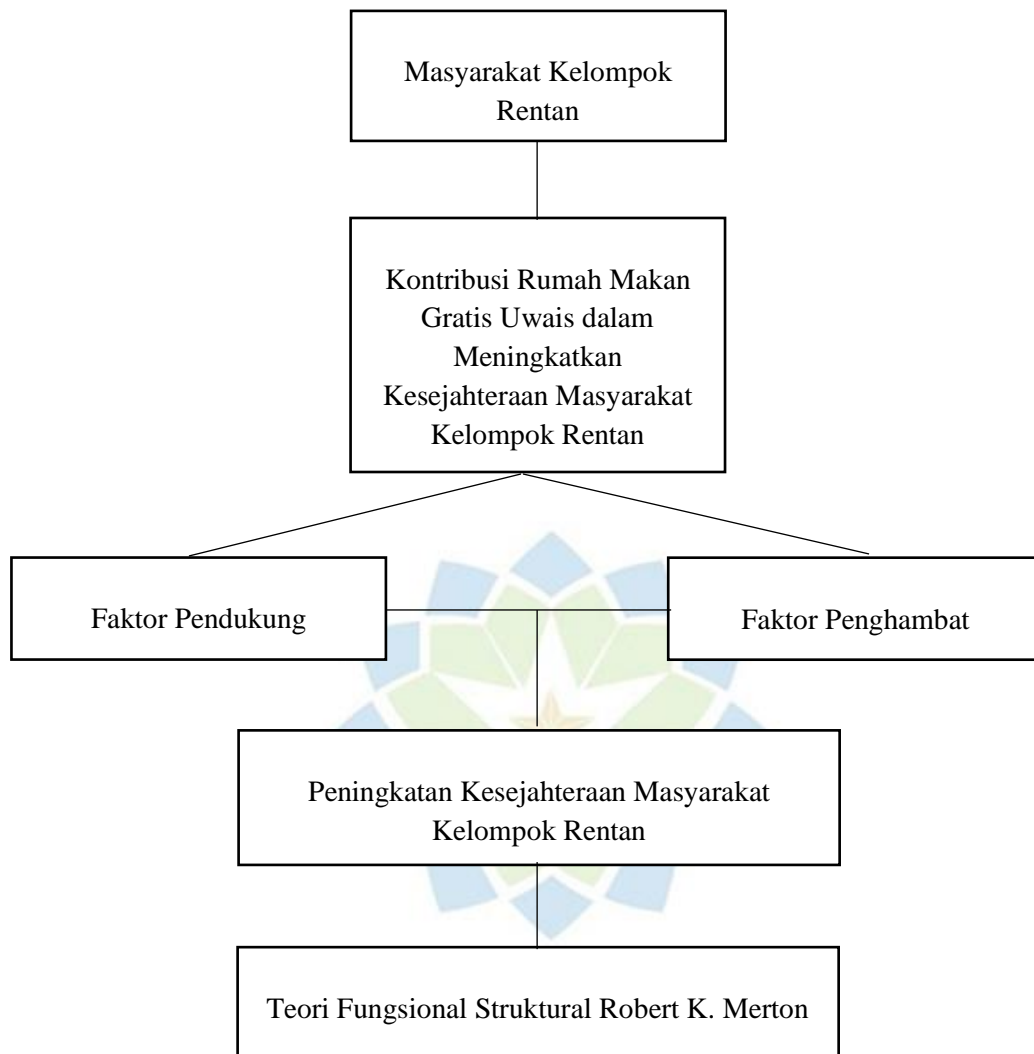 Masyarakat Kelompok
Rentan
Kontribusi Rumah Makan
Gratis Uwais dalam
Meningkatkan
Kesejahteraan Masyarakat
Kelompok Rentan
Faktor Pendukung
Faktor Penghambat
Peningkatan Kesejahteraan Masyarakat
Kelompok Rentan
Teori Fungsional Struktural Robert K. Merton